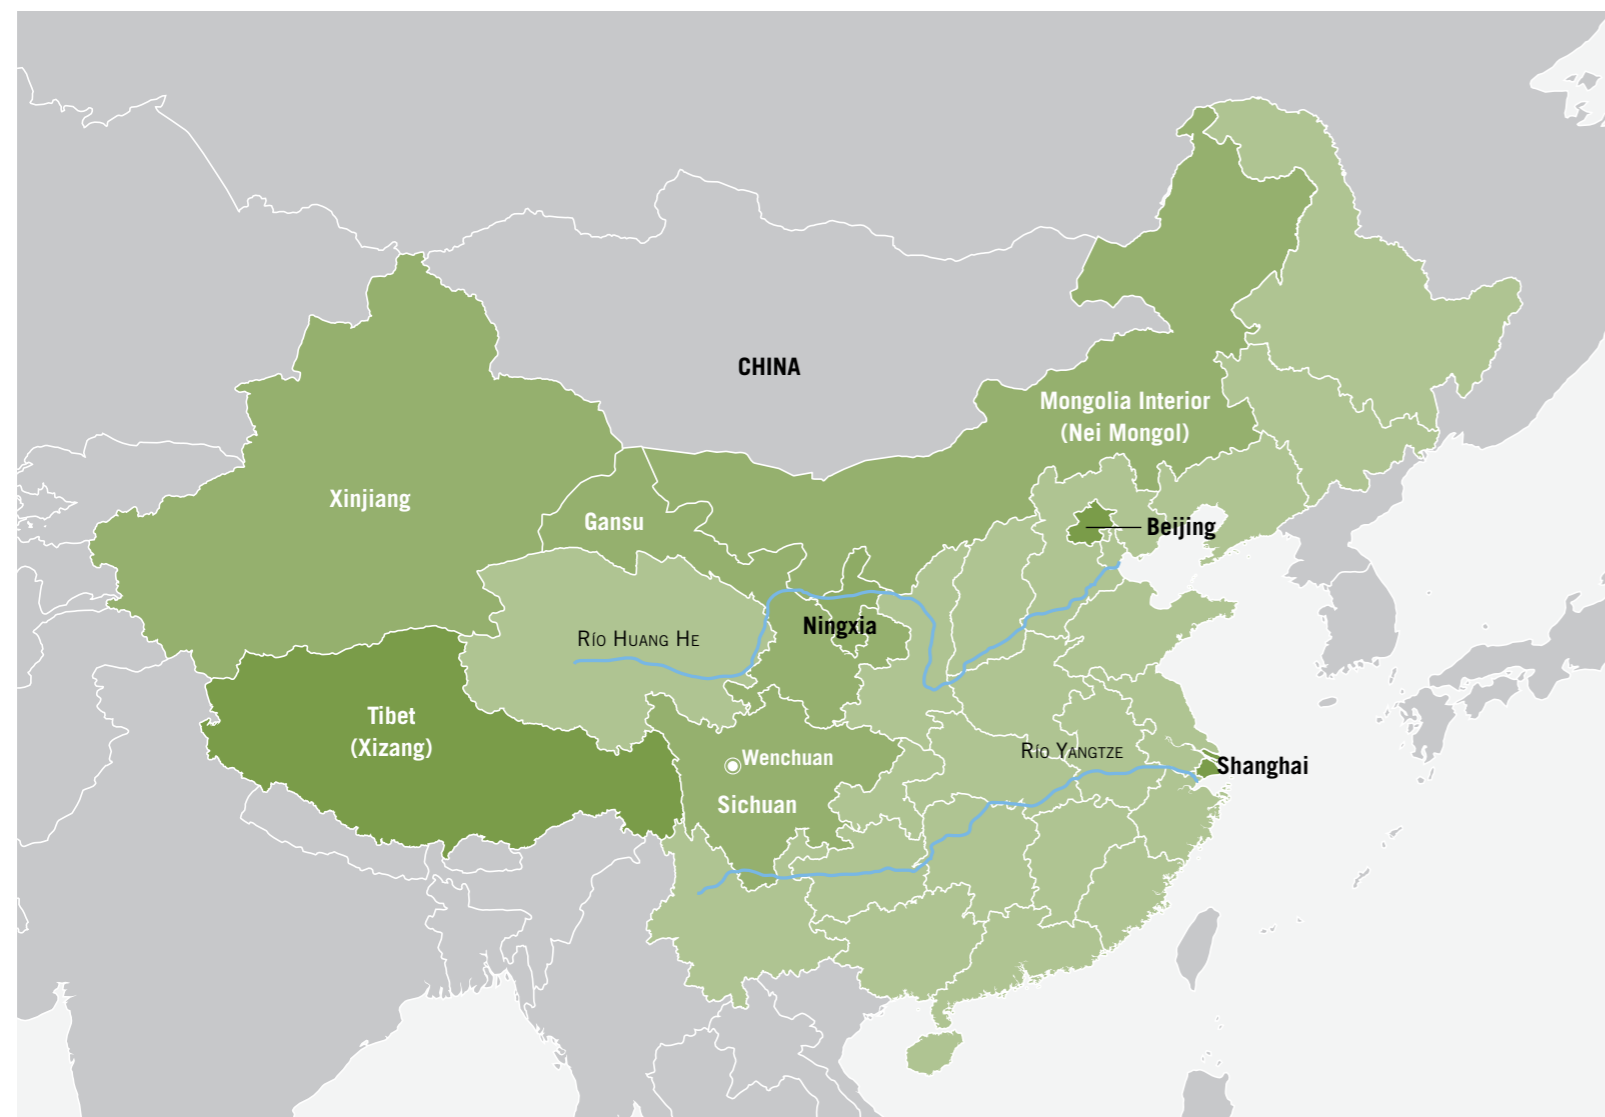 CHINA
Mongolia Interior
(Nei Mongol)
Xinjiang
Gansu
Beijing
Ningxia
Río Huang He
Tibet
(Xizang)
Río Yangtze
Wenchuan
Shanghai
Sichuan